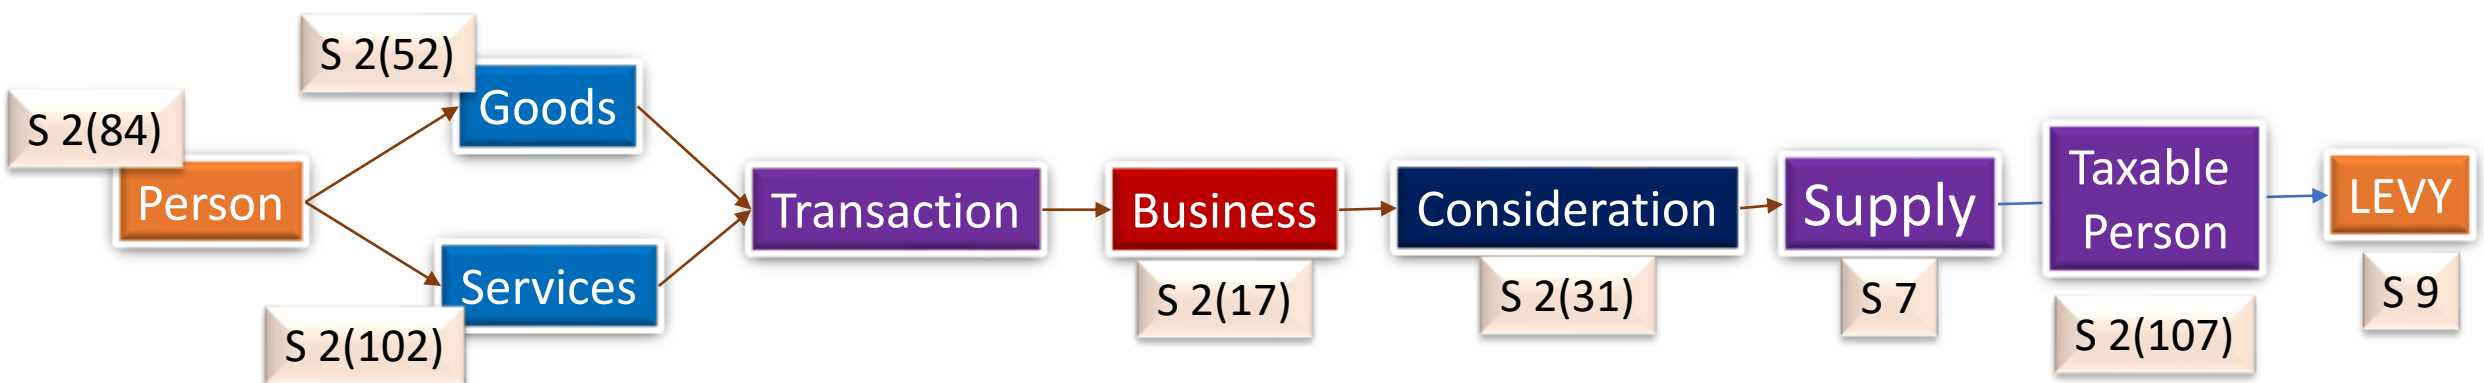 S 2(52)
Goods
S 2(84)
Person
Services
S 2(102)
Transaction
Business
S 2(17)
Consideration
S 2(31)
Supply
S 7
Taxable
Person
S 2(107)
LEVY
S 9